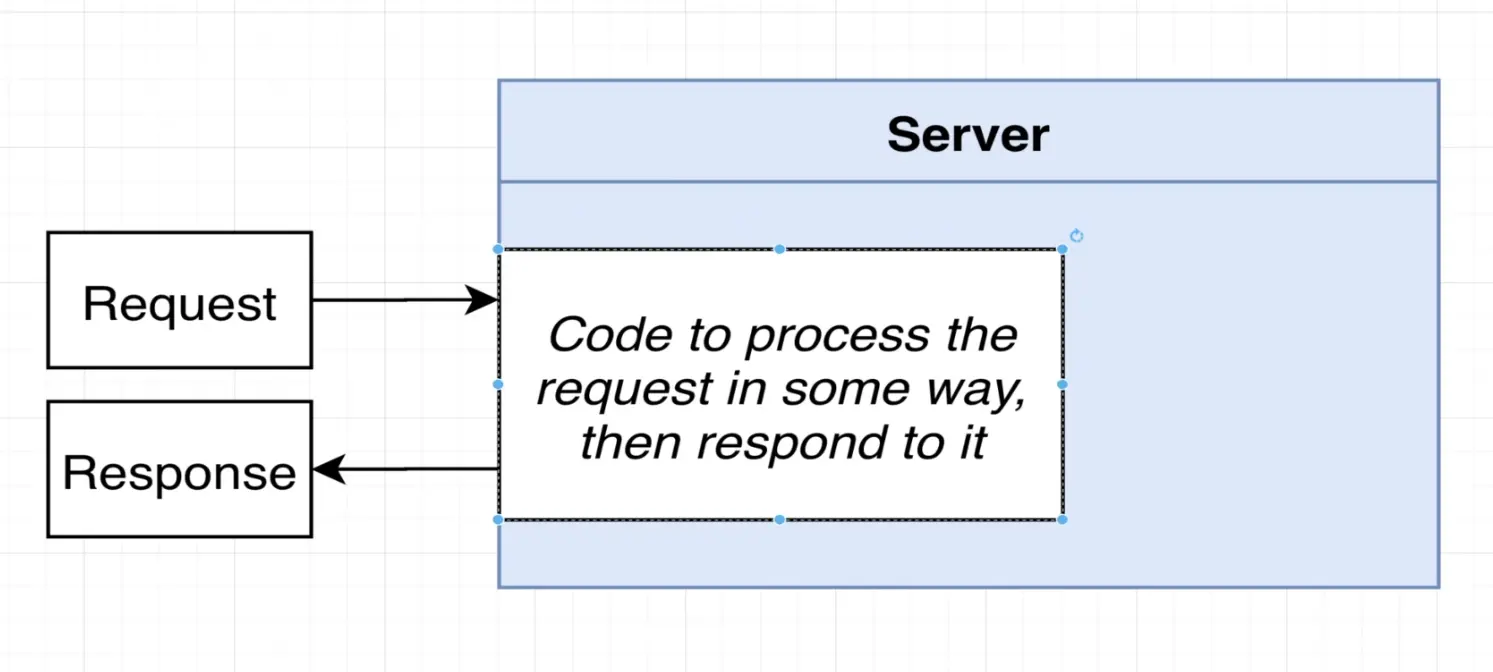 Server
Request
Code to process the
request in some way,
then respond to it
Response